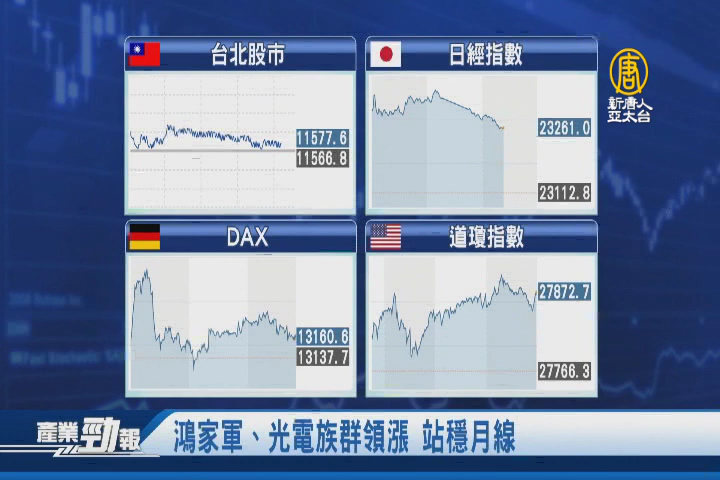 台北股市
11577.6
11566.8
日經指數
23261.0
23112.8
新唐人
亞太台
DAX
13160.6
13137.7
道瓊指數
27872.7
27766.3
產業勁報
鴻家軍、光電族群領漲 站穩月線